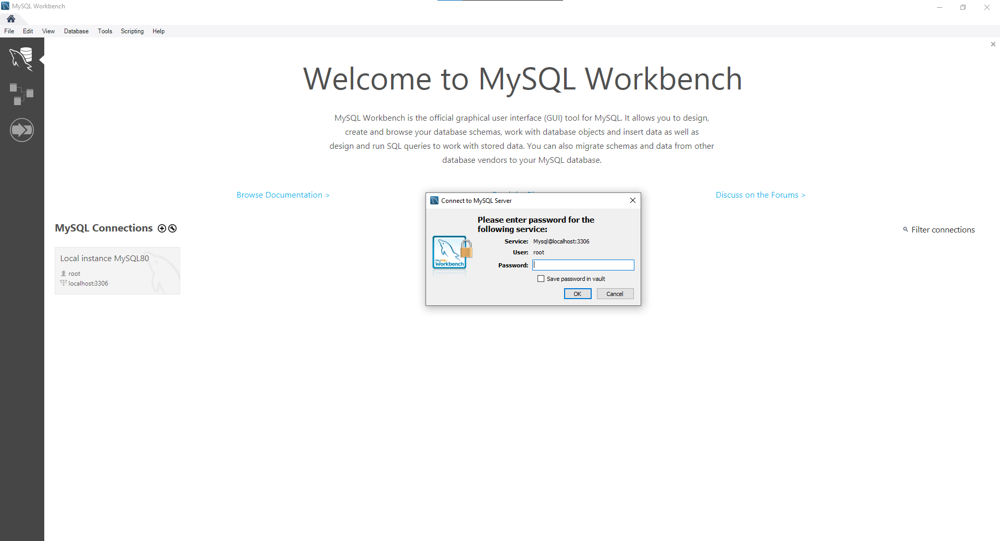 MySQL Workbench
File Edit View Database Tools Scripting Help
Welcome to MySQL Workbench
MySQL Workbench is the official graphical user interface (GUI) tool for MySQL. It allows you to design,
create and browse your database schemas, work with database objects and insert data as well as
design and run SQL queries to work with stored data. You can also migrate schemas and data from other
database vendors to your MySQL database.
Browse Documentation >
Discuss on the Forums >
MySQL Connections
Filter connections
Local instance MySQL80
root
localhost:3306
Connect to MySQL Server
Please enter password for the
following service:
MySQL
Workbench
Service: Mysql@localhost:3306
User: root
Password:
Save password in vault
OK Cancel